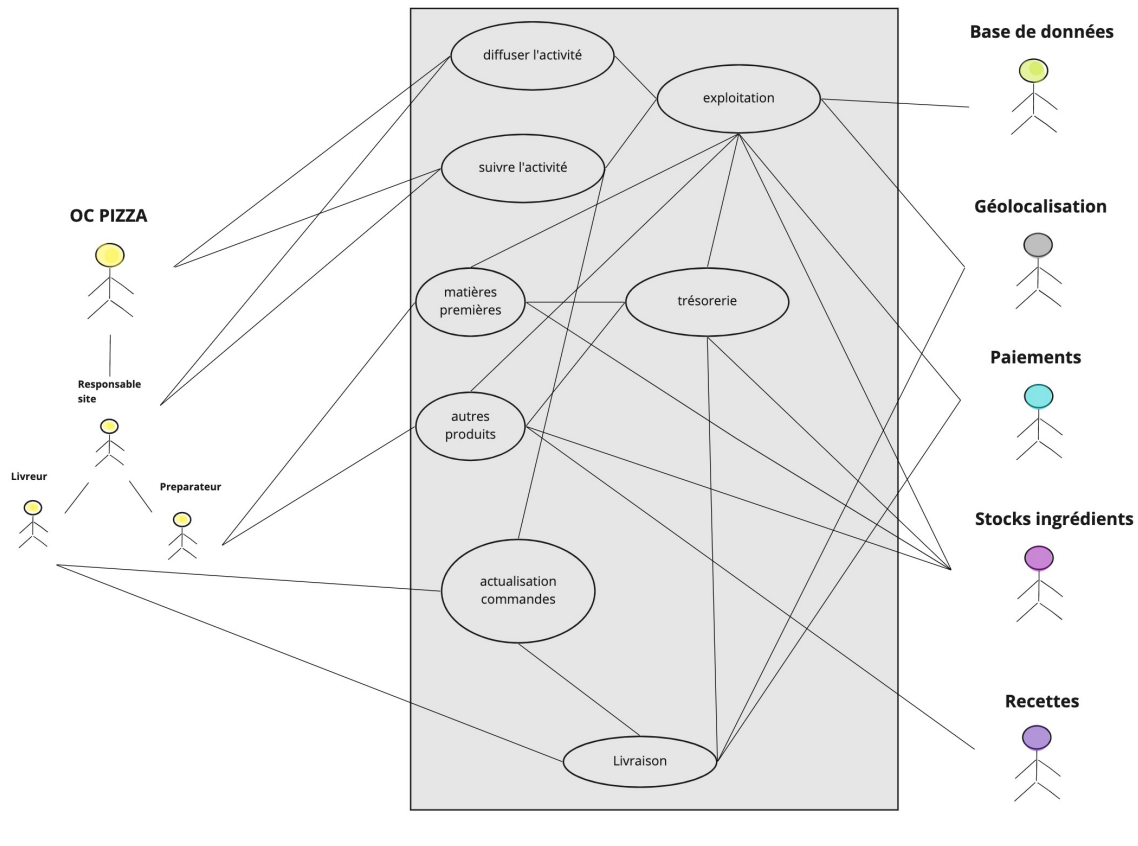 Base de données
diffuser l'activité
exploitation
suivre l'activité
OC PIZZA
Géolocalisation
matières
premières
trésorerie
Paiements
Responsable
site
autres
produits
Livreur
Preparateur
Stocks ingrédients
actualisation
commandes
Recettes
Livraison